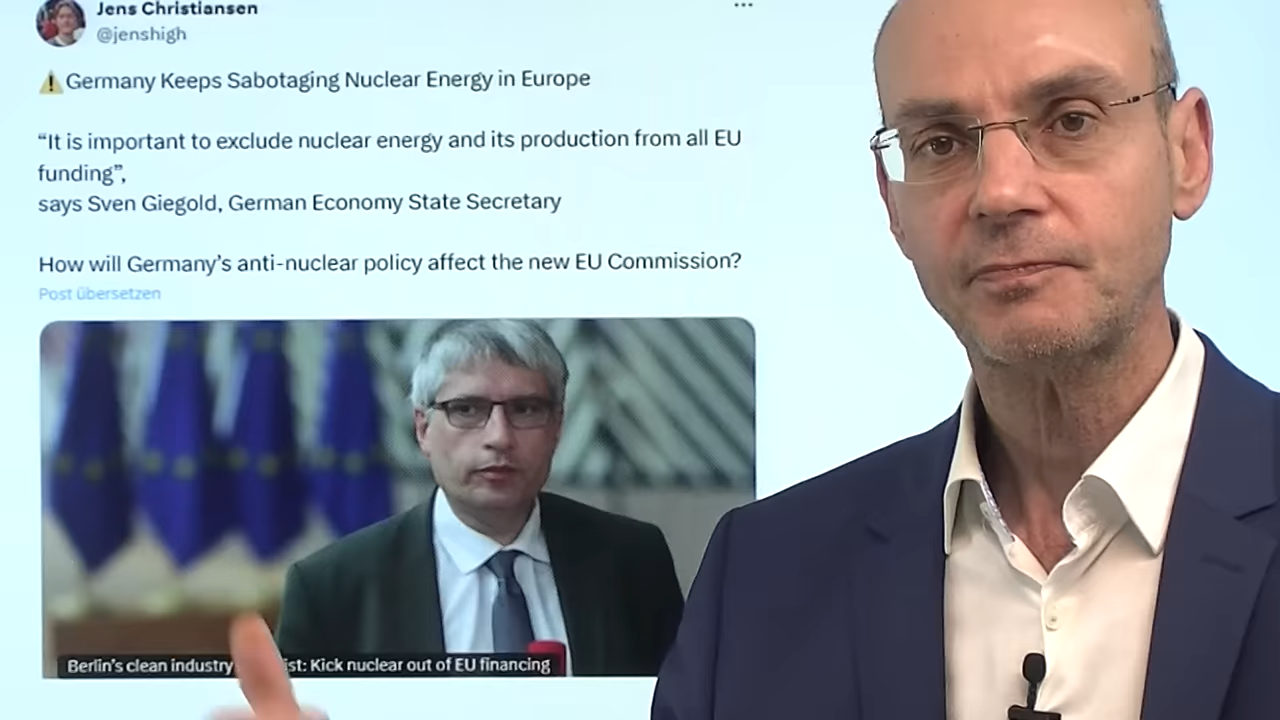 Jens Christiansen
@jenshigh
⚠️Germany Keeps Sabotaging Nuclear Energy in Europe
“It is important to exclude nuclear energy and its production from all EU
funding”,
says Sven Giegold, German Economy State Secretary
How will Germany’s anti-nuclear policy affect the new EU Commission?
Post übersetzen
Berlin’s clean industry ist: Kick nuclear out of EU financing